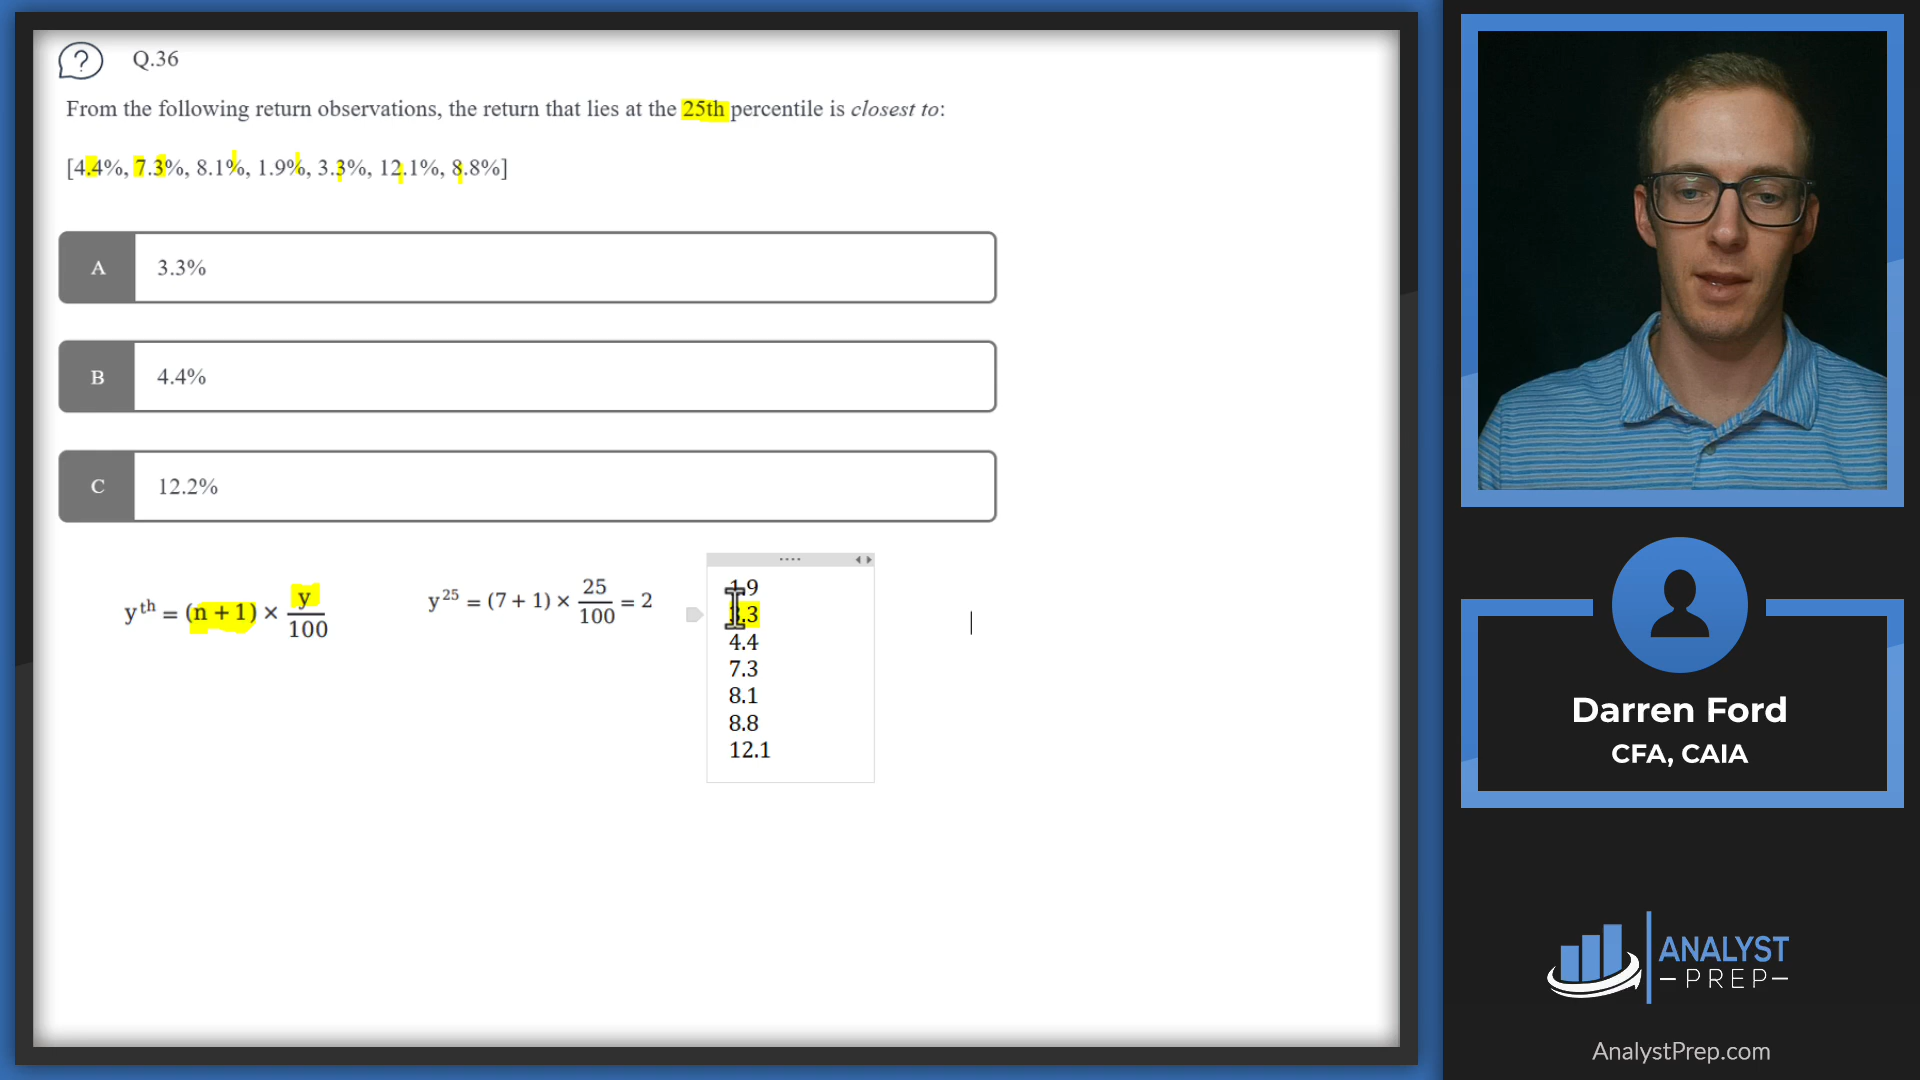 ? Q.36
From the following return observations, the return that lies at the 25th percentile is closest to:
[4.4%, 7.3%, 8.1%, 1.9%, 3.3%, 12.1%, 8.8%]
A 3.3%
B 4.4%
C 12.2%
yᵗʰ = (n + 1) × y/100
y²⁵ = (7 + 1) × 25/100 = 2
1.9
3.3
4.4
7.3
8.1
8.8
12.1
Darren Ford
CFA, CAIA
ANALYST
PREP
AnalystPrep.com